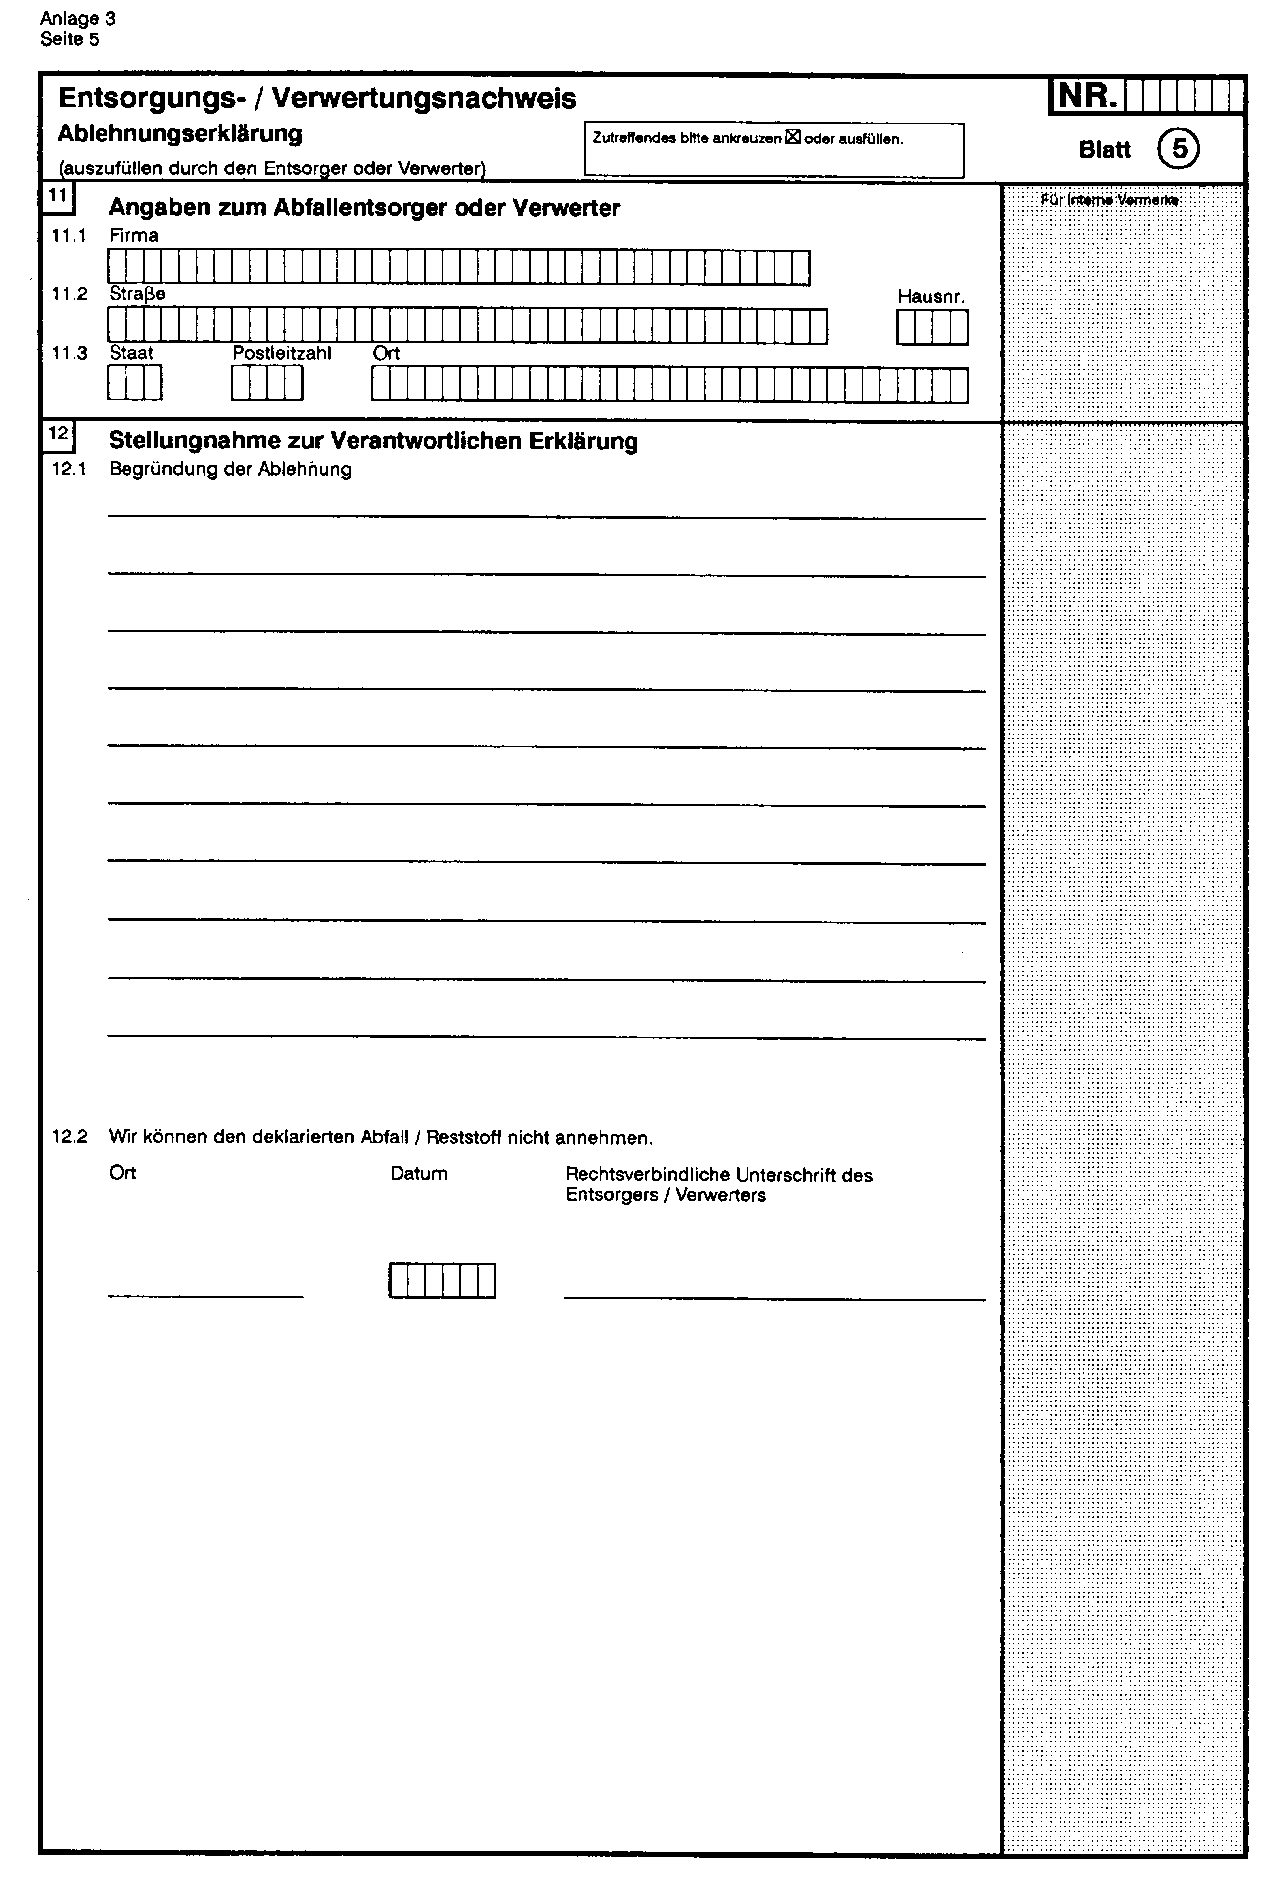 Anlage 3
Seite 5
Entsorgungs- / Verwertungsnachweis
NR.
Ablehnungserklärung
Zutreffendes bitte ankreuzen ☒ oder ausfüllen.
Blatt 5
(auszufüllen durch den Entsorger oder Verwerter)
11
Angaben zum Abfallentsorger oder Verwerter
Für Interne Vermerke
11.1 Firma
11.2 Straße Hausnr.
11.3 Staat Postleitzahl Ort
12
Stellungnahme zur Verantwortlichen Erklärung
12.1 Begründung der Ablehnung
12.2 Wir können den deklarierten Abfall / Reststoff nicht annehmen.
Ort Datum Rechtsverbindliche Unterschrift des
Entsorgers / Verwerters